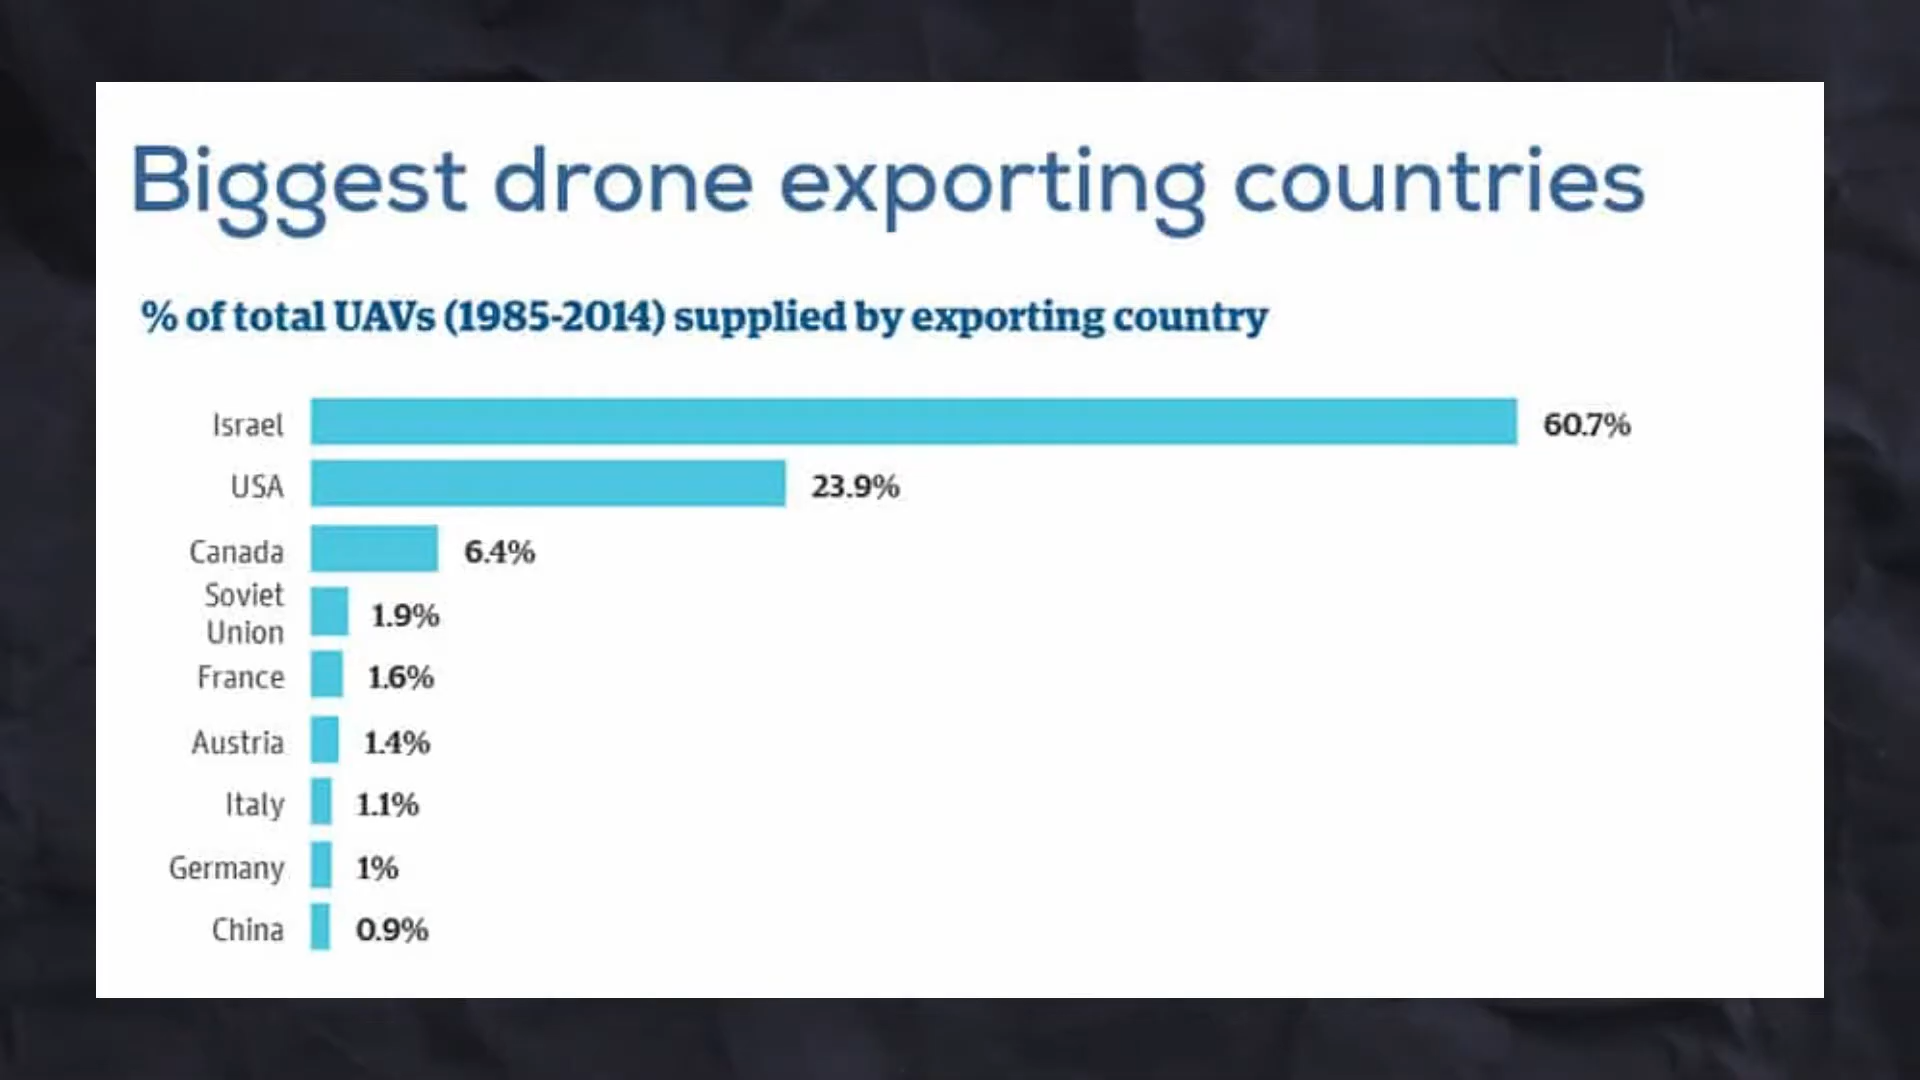 Biggest drone exporting countries
% of total UAVs (1985-2014) supplied by exporting country
Israel 60.7%
USA 23.9%
Canada 6.4%
Soviet
Union 1.9%
France 1.6%
Austria 1.4%
Italy 1.1%
Germany 1%
China 0.9%